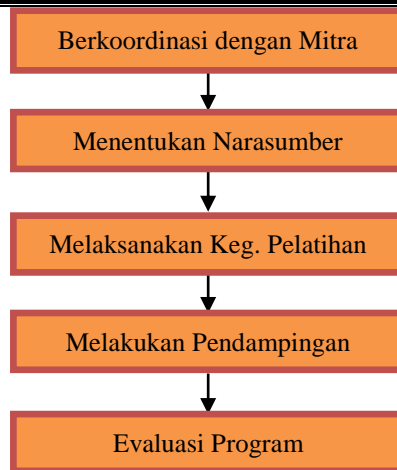 Berkoordinasi dengan Mitra
Menentukan Narasumber
Melaksanakan Keg. Pelatihan
Melakukan Pendampingan
Evaluasi Program